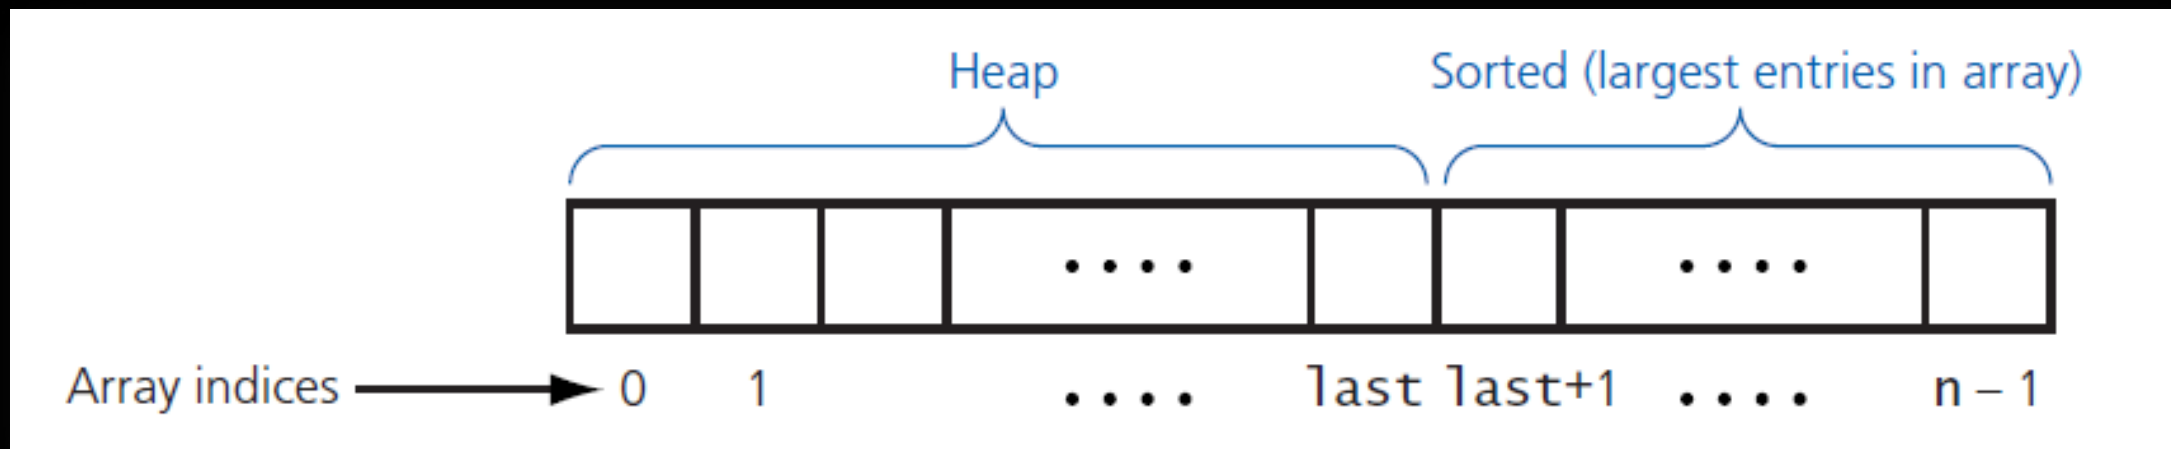 Heap Sorted (largest entries in array)
Array indices 0 1 .... last last+1 .... n – 1